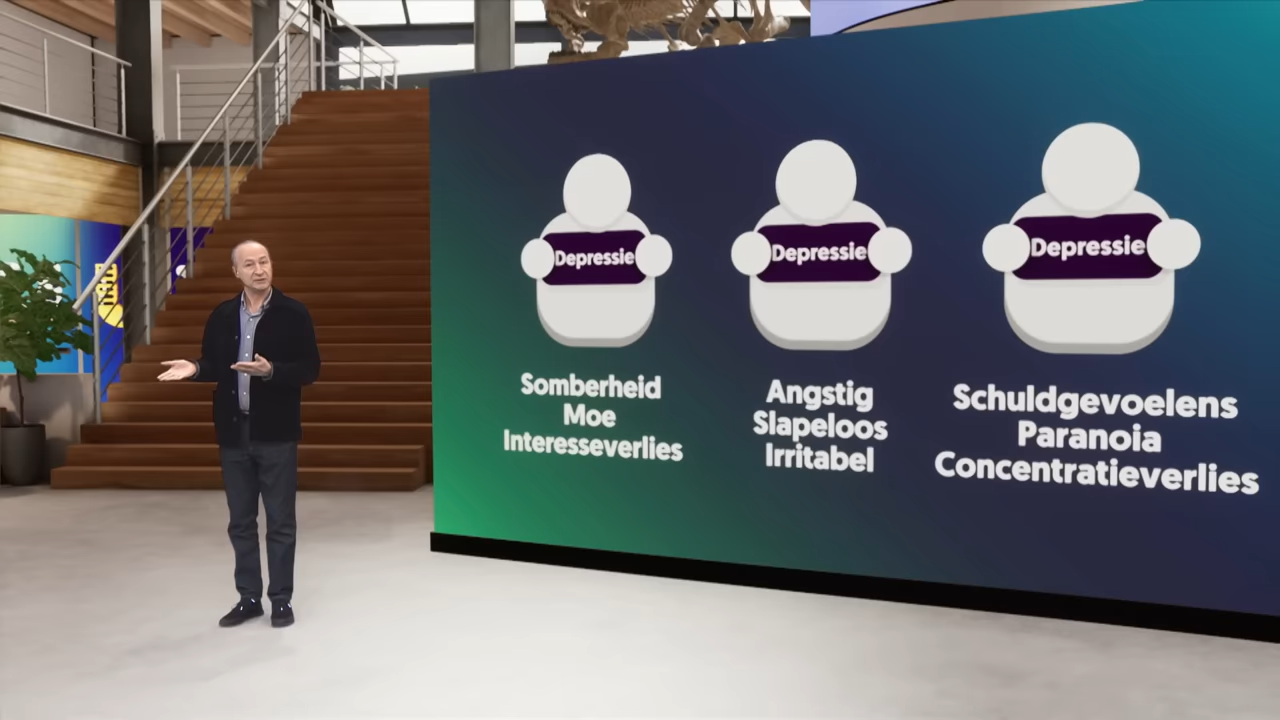 Depressie
Depressie
Depressie
Somberheid
Moe
Interesseverlies
Angstig
Slapeloos
Irritabel
Schuldgevoelens
Paranoia
Concentratieverlies